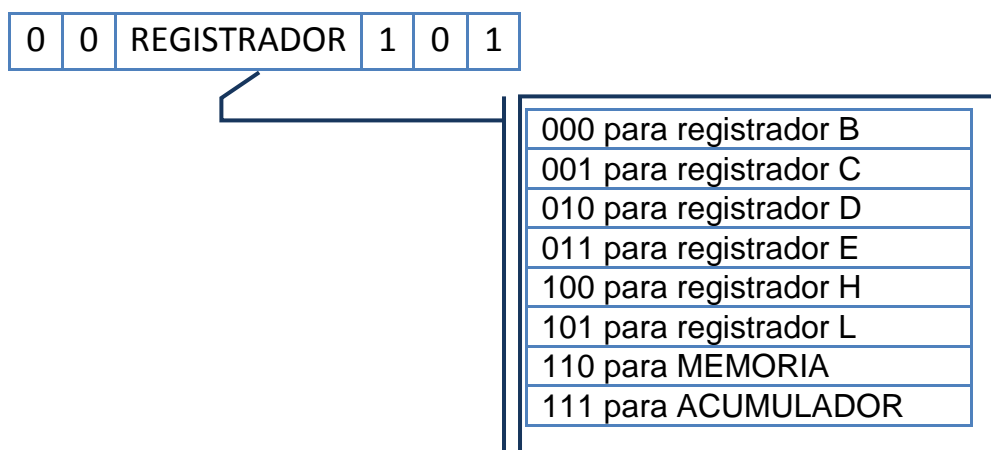 0 0 REGISTRADOR 1 0 1
000 para registrador B
001 para registrador C
010 para registrador D
011 para registrador E
100 para registrador H
101 para registrador L
110 para MEMORIA
111 para ACUMULADOR